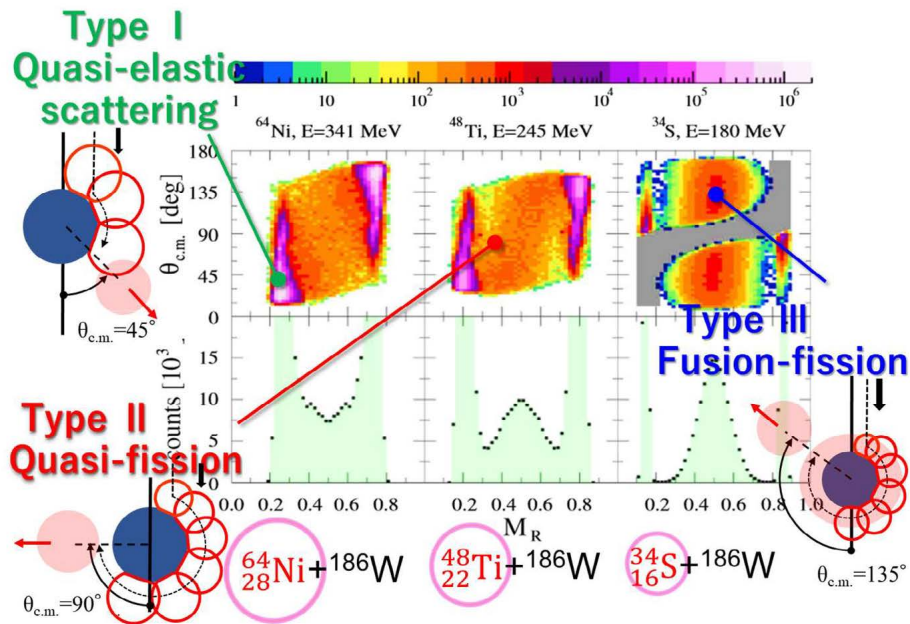 Type I
Quasi-elastic
scattering
1 10 10² 10³ 10⁴ 10⁵ 10⁶
⁶⁴Ni, E=341 MeV ⁴⁸Ti, E=245 MeV ³⁴S, E=180 MeV
180
135
90
45
0
θc.m. [deg]
θc.m.=45°
Type III
Fusion-fission
15
10
5
0
Counts [10³
Type II
Quasi-fission
0.2 0.4 0.6 0.8 0.2 0.4 0.6 0.8 0.2 0.4 0.6 0.8 1.0
MR
θc.m.=90°
⁶⁴₂₈Ni+¹⁸⁶W ⁴⁸₂₂Ti+¹⁸⁶W ³⁴₁₆S+¹⁸⁶W
θc.m.=135°